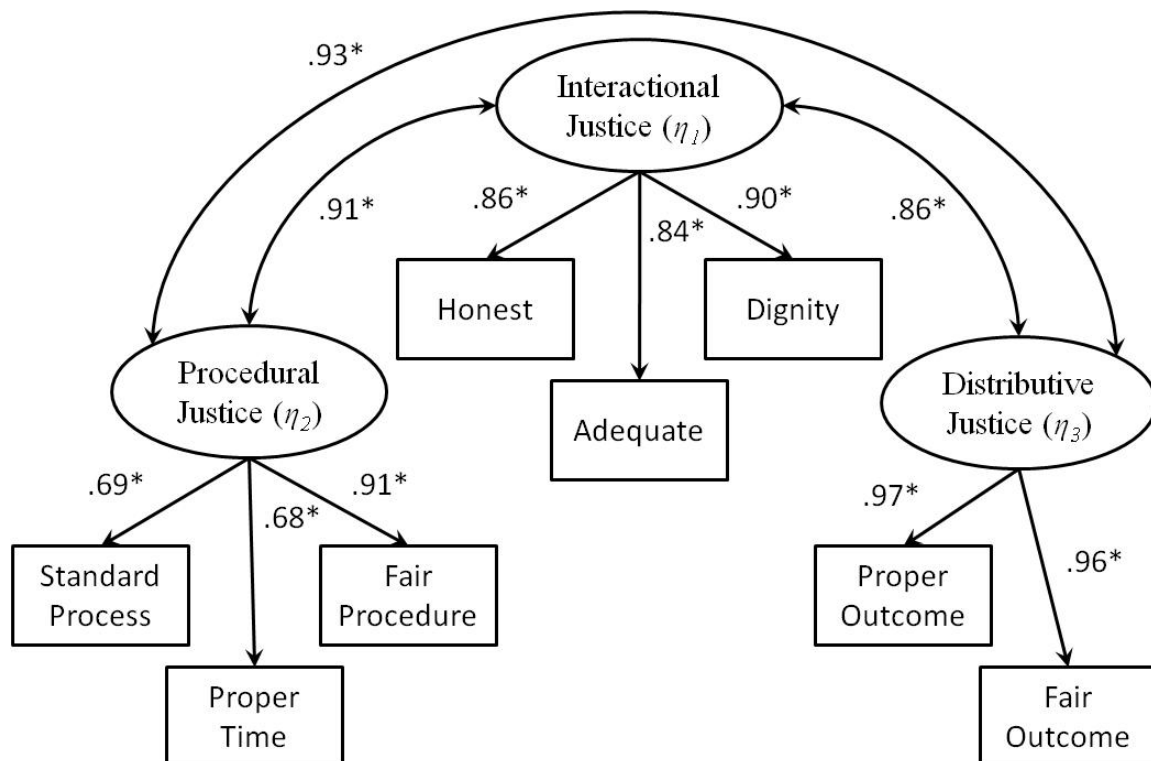 .93*
Interactional
Justice (η1)
.91*
.86*
.84*
.90*
.86*
Honest
Dignity
Adequate
Procedural
Justice (η2)
Distributive
Justice (η3)
.69*
.68*
.91*
.97*
.96*
Standard
Process
Fair
Procedure
Proper
Time
Proper
Outcome
Fair
Outcome